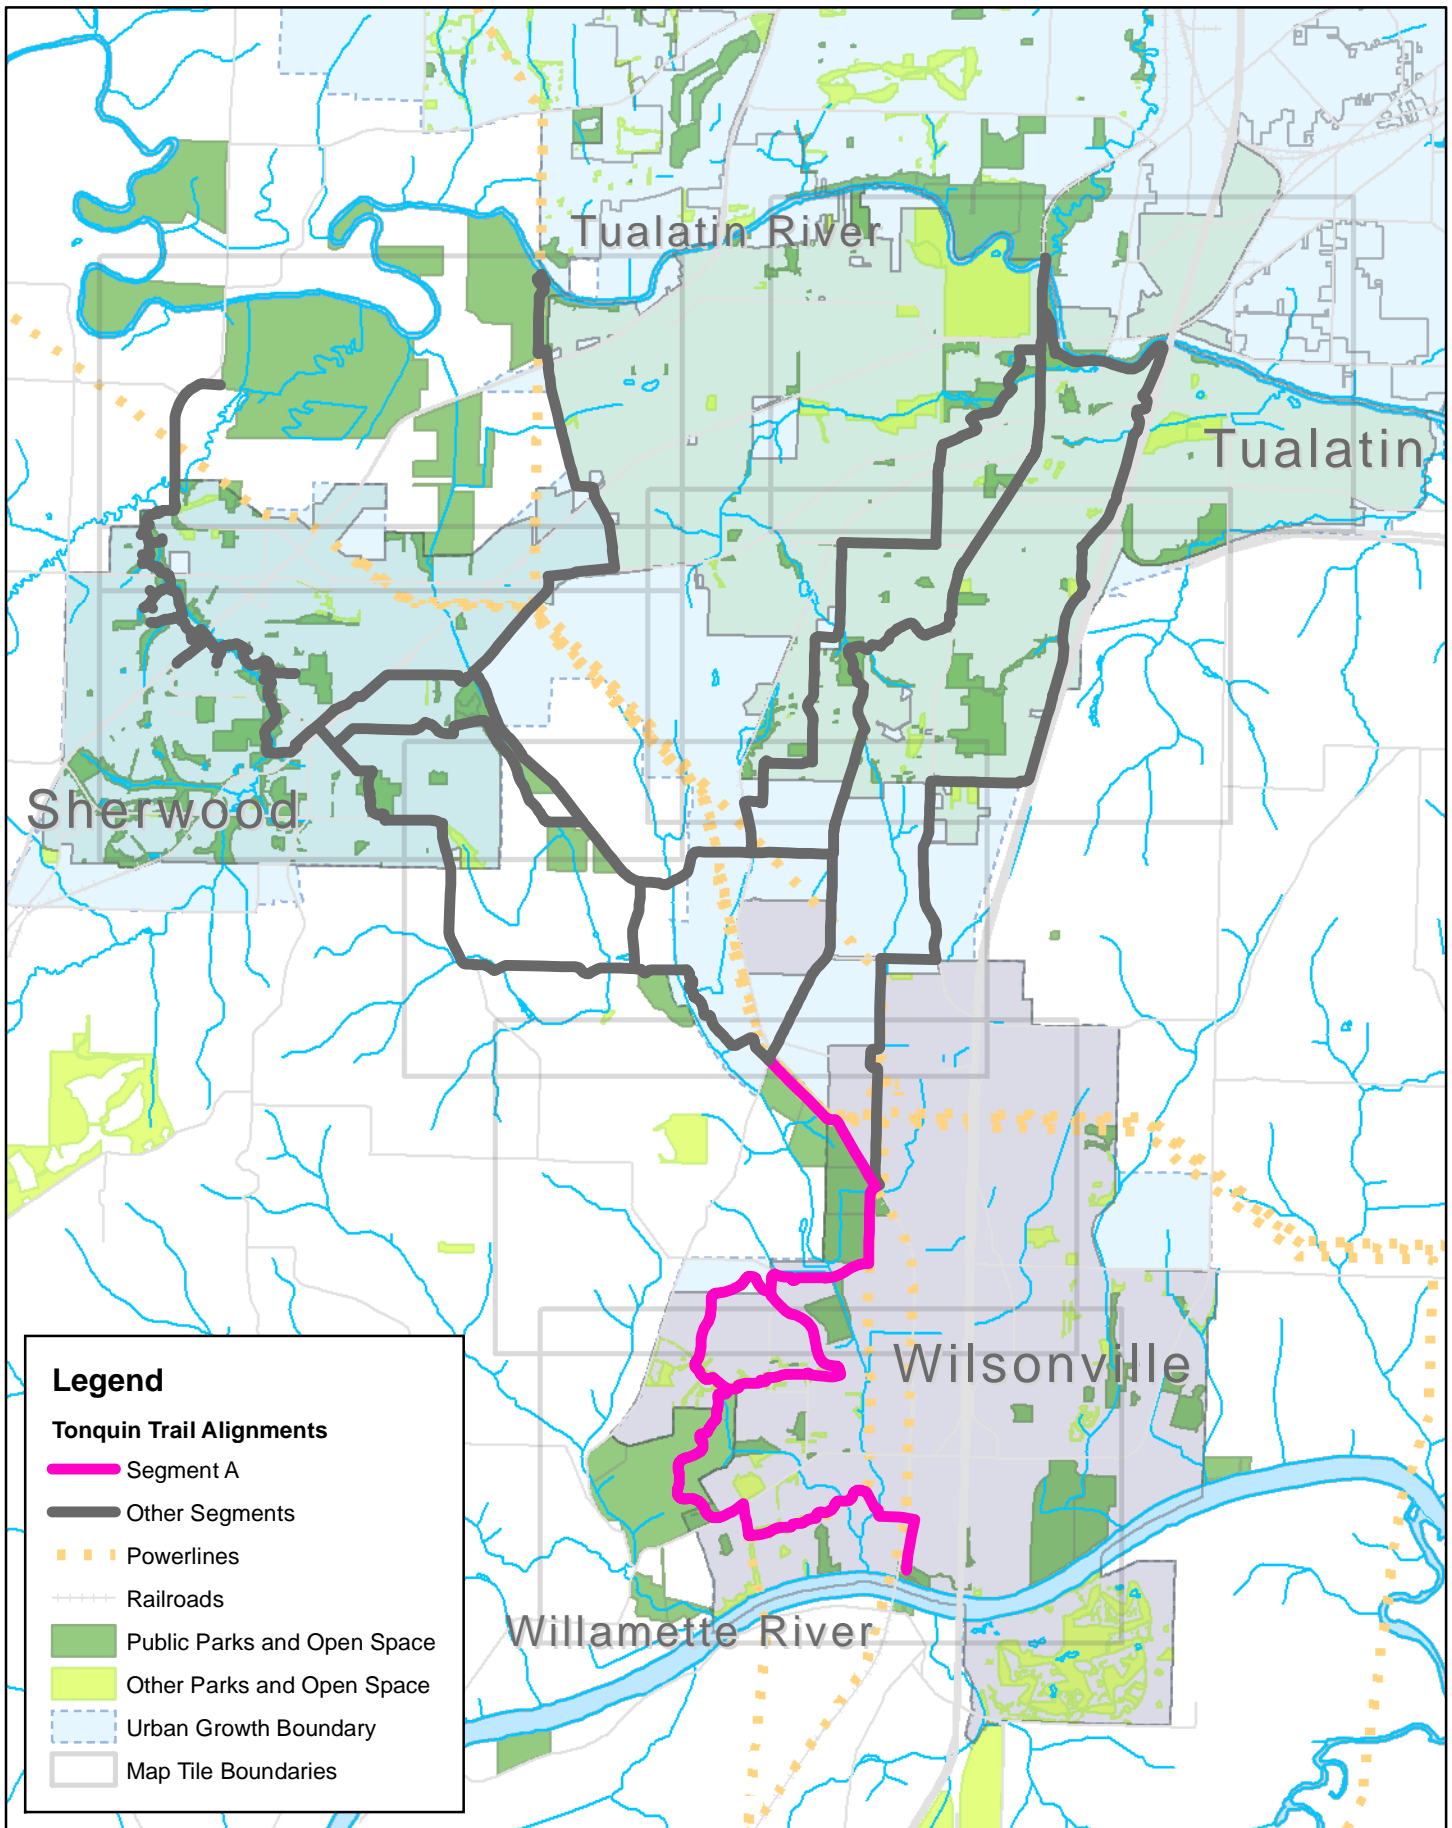 Tualatin River
Tualatin
Sherwood
Wilsonville
Willamette River
Legend
Tonquin Trail Alignments
Segment A
Other Segments
Powerlines
Railroads
Public Parks and Open Space
Other Parks and Open Space
Urban Growth Boundary
Map Tile Boundaries